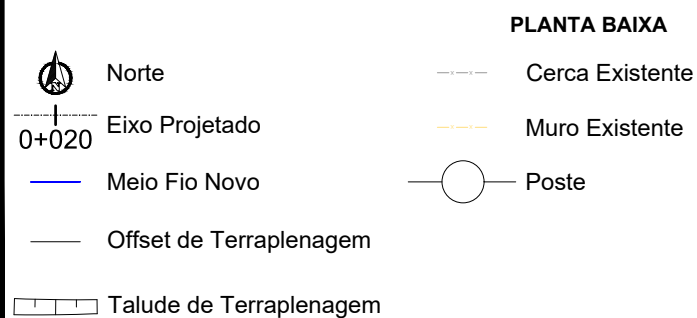 PLANTA BAIXA
N
Norte
0+020
Eixo Projetado
Meio Fio Novo
Offset de Terraplenagem
Talude de Terraplenagem
Cerca Existente
Muro Existente
Poste